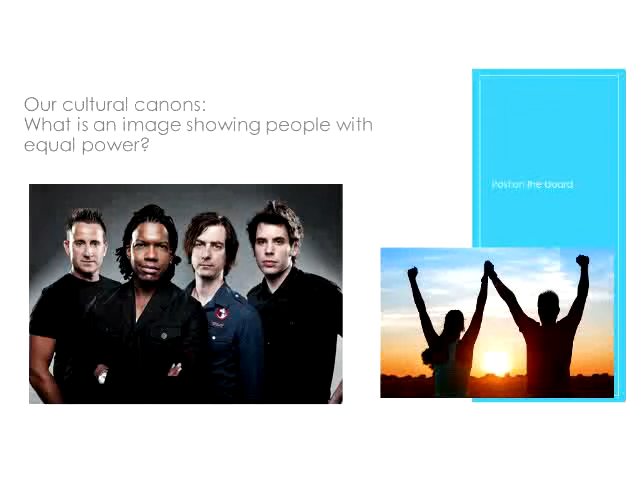 Our cultural canons:
What is an image showing people with
equal power?
Post on the board